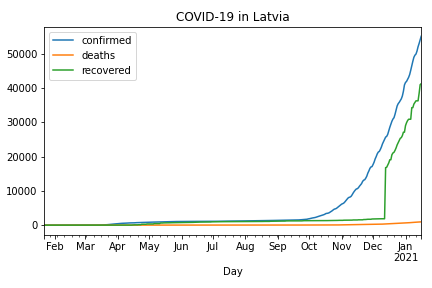 COVID-19 in Latvia
confirmed
deaths
recovered
50000
40000
30000
20000
10000
0
Feb Mar Apr May Jun Jul Aug Sep Oct Nov Dec Jan
2021
Day